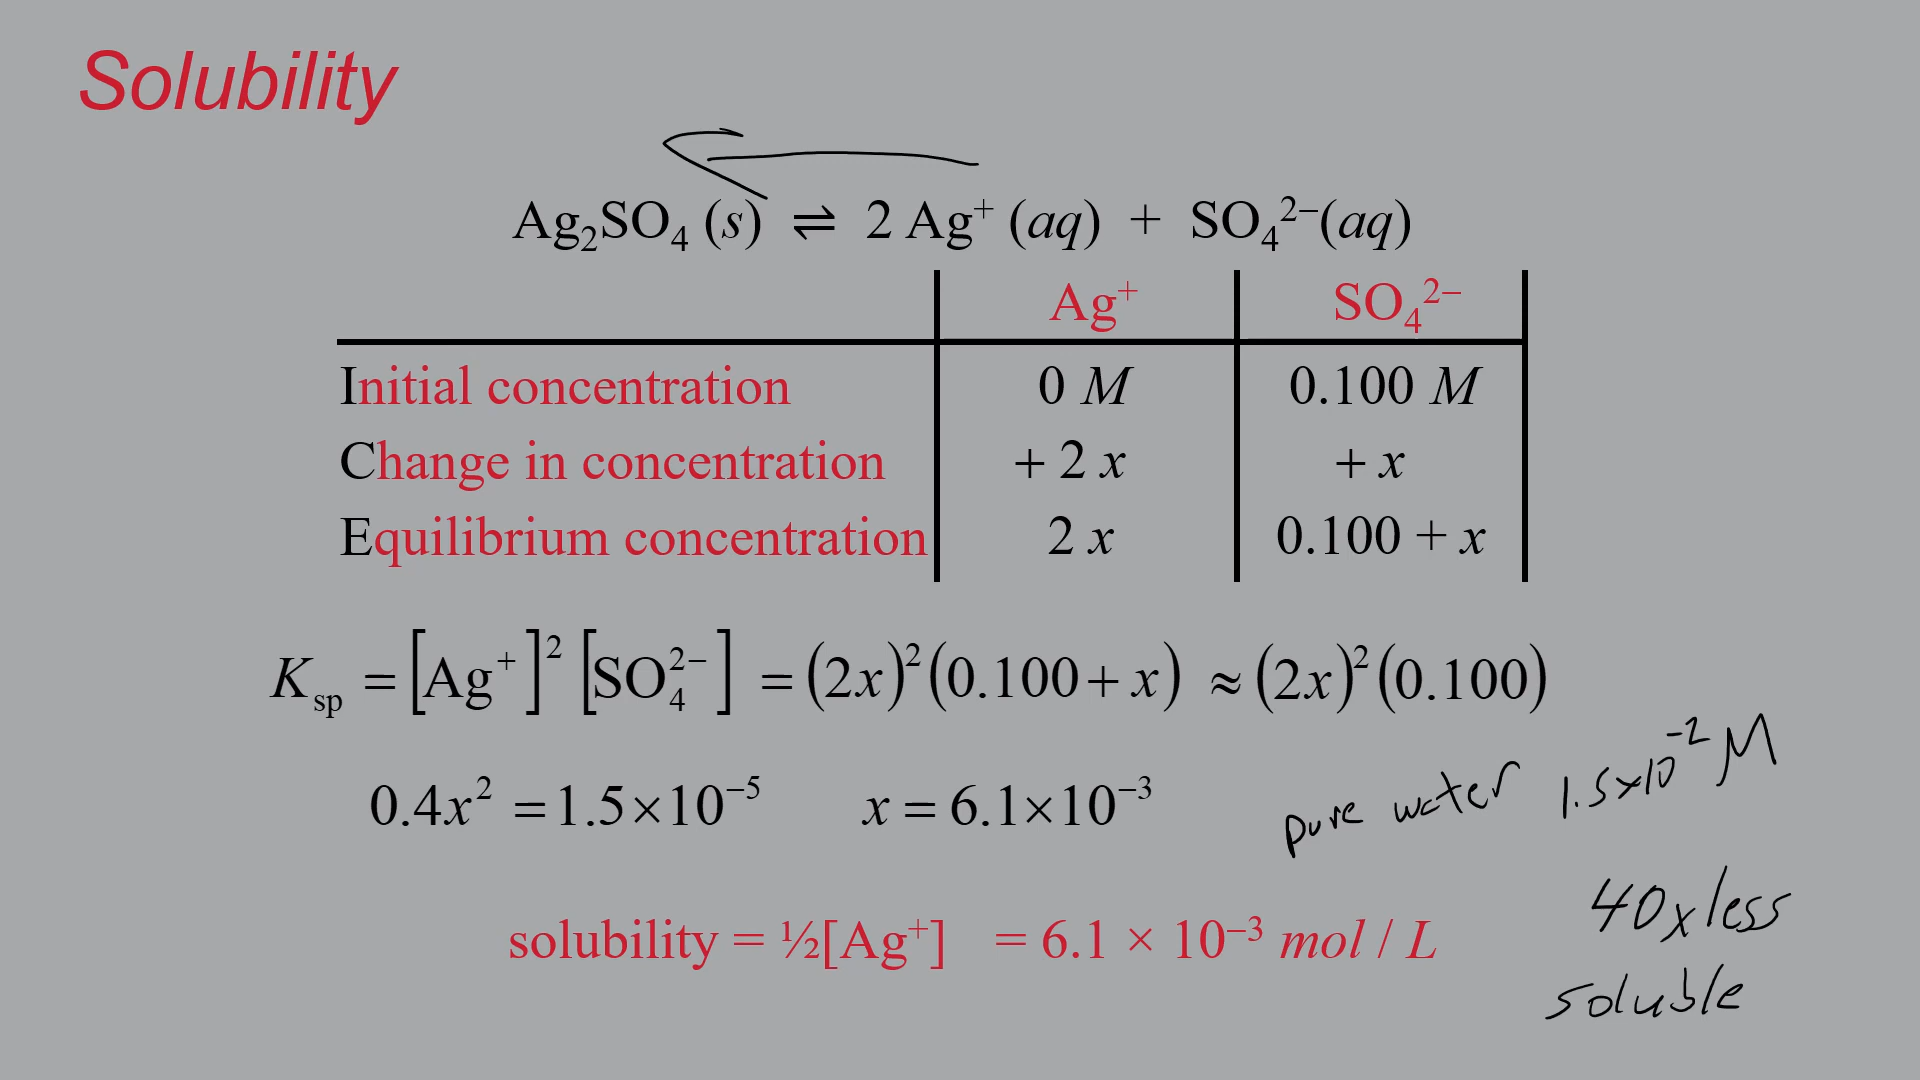 Solubility
Ag₂SO₄ (s) ⇌ 2 Ag⁺ (aq) + SO₄²⁻(aq)
Ag⁺ SO₄²⁻
Initial concentration 0 M 0.100 M
Change in concentration + 2 x + x
Equilibrium concentration 2 x 0.100 + x
Kₛₚ = [Ag⁺]² [SO₄²⁻] = (2x)²(0.100 + x) ≈ (2x)²(0.100)
0.4x² = 1.5×10⁻⁵ x = 6.1×10⁻³
pure water 1.5x10⁻² M
40x less
soluble
solubility = ½[Ag⁺] = 6.1 × 10⁻³ mol / L